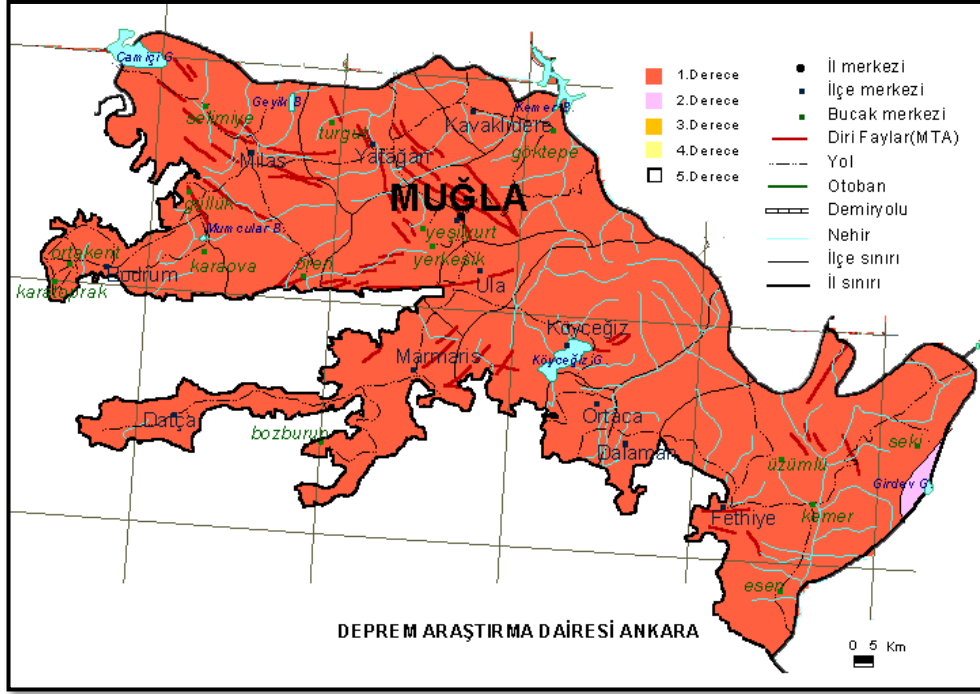 Çamiçi G.
1.Derece
2.Derece
3.Derece
4.Derece
5.Derece
İl merkezi
İlçe merkezi
Bucak merkezi
Diri Faylar(MTA)
Yol
Otoban
Demiryolu
Nehir
İlçe sınırı
İl sınırı
Geyik B.
Kemer B.
selimiye
turgut
Kavaklıdere
Milas
Yatağan
göktepe
MUĞLA
güllük
Mumcular B.
yeşilyurt
yerkesik
ortakent
Bodrum
karaova
ören
Ula
karatoprak
Köyceğiz
Marmaris
Köyceğiz G.
Datça
bozburun
Ortaca
Dalaman
seki
üzümlü
Girdev G.
Fethiye
kemer
esen
DEPREM ARAŞTIRMA DAİRESİ ANKARA
0 5 Km